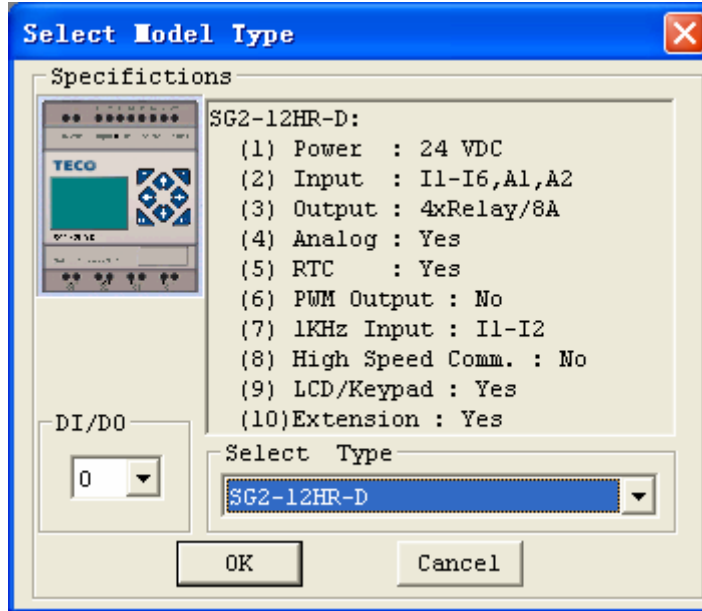 Select Model Type
Specifictions
TECO
SG2-12HR-D:
(1) Power : 24 VDC
(2) Input : I1-I6,A1,A2
(3) Output : 4xRelay/8A
(4) Analog : Yes
(5) RTC : Yes
(6) PWM Output : No
(7) 1KHz Input : I1-I2
(8) High Speed Comm. : No
(9) LCD/Keypad : Yes
(10)Extension : Yes
DI/DO
0
Select Type
SG2-12HR-D
OK
Cancel